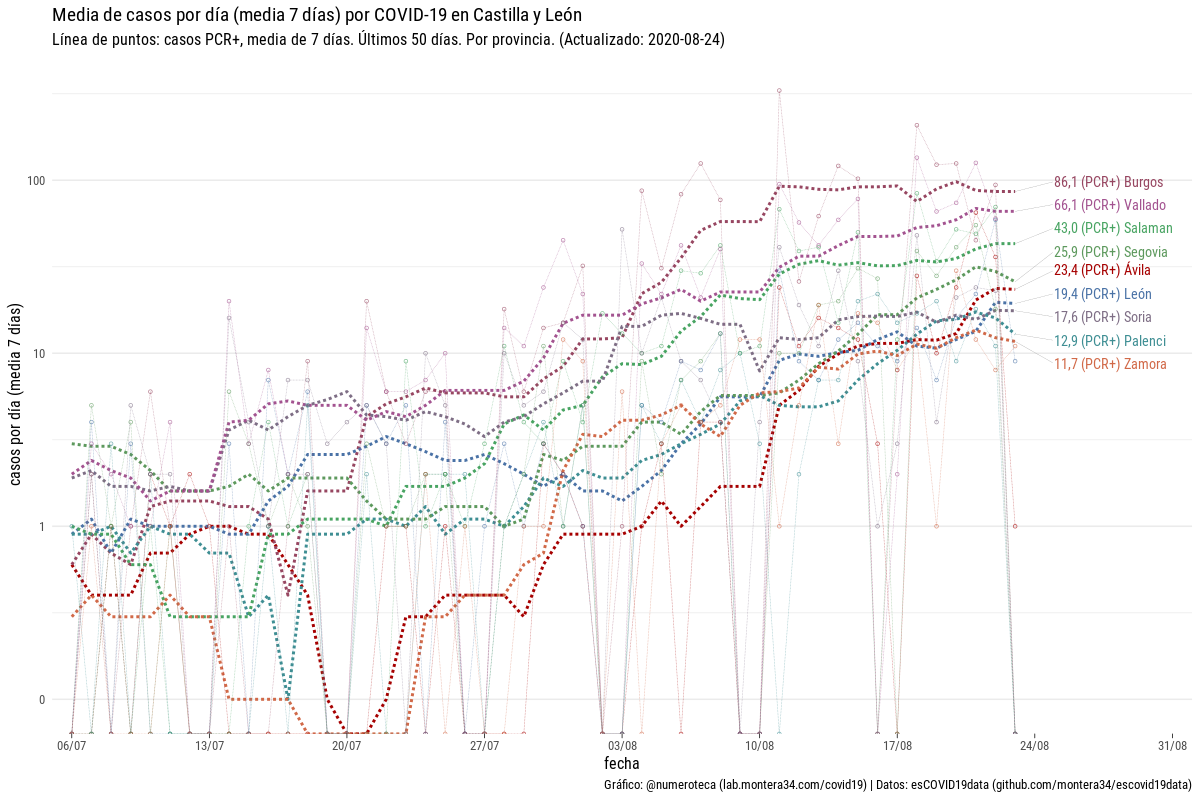 Media de casos por día (media 7 días) por COVID-19 en Castilla y León
Línea de puntos: casos PCR+, media de 7 días. Últimos 50 días. Por provincia. (Actualizado: 2020-08-24)
casos por día (media 7 días)
100
10
1
0
86,1 (PCR+) Burgos
66,1 (PCR+) Vallado
43,0 (PCR+) Salaman
25,9 (PCR+) Segovia
23,4 (PCR+) Ávila
19,4 (PCR+) León
17,6 (PCR+) Soria
12,9 (PCR+) Palenci
11,7 (PCR+) Zamora
06/07 13/07 20/07 27/07 03/08 10/08 17/08 24/08 31/08
fecha
Gráfico: @numeroteca (lab.montera34.com/covid19) | Datos: esCOVID19data (github.com/montera34/escovid19data)